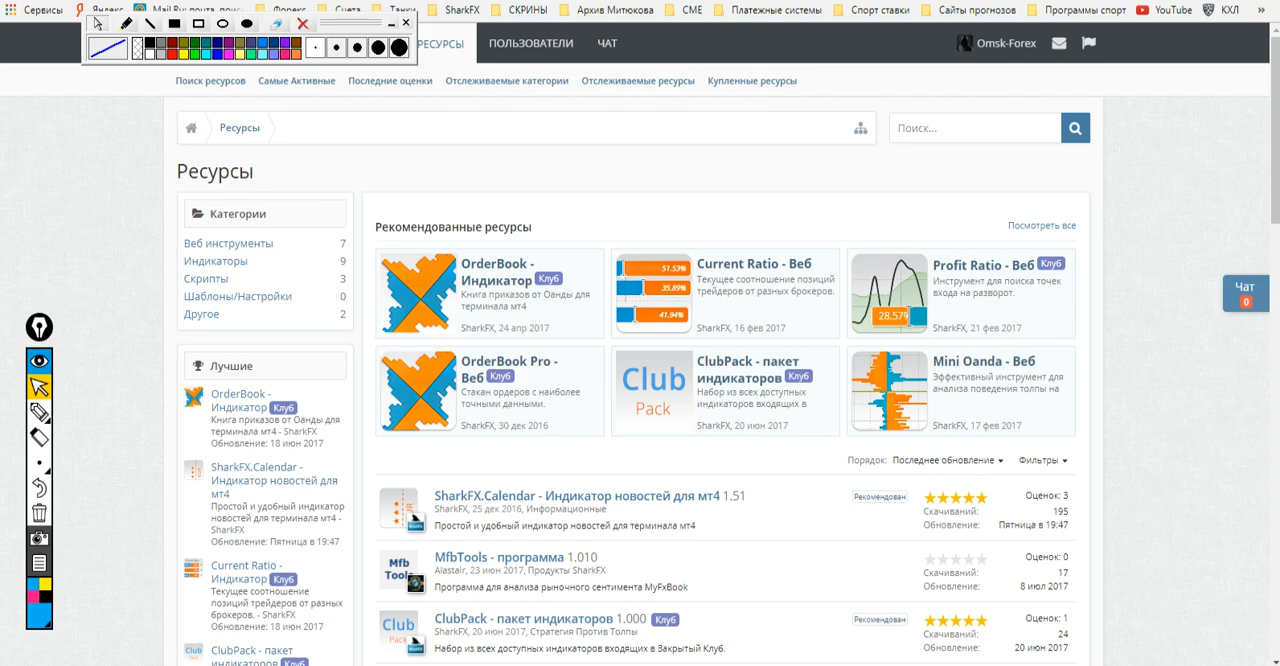 Сервисы
Яндекс
Mail.Ru: почта, поис
Форекс
Счета
Танки
SharkFX
СКРИНЫ
Архив Митюкова
CME
Платежные системы
Спорт ставки
Сайты прогнозов
Программы спорт
YouTube
КХЛ
»
РЕСУРСЫ
ПОЛЬЗОВАТЕЛИ
ЧАТ
Omsk-Forex
Поиск ресурсов
Самые Активные
Последние оценки
Отслеживаемые категории
Отслеживаемые ресурсы
Купленные ресурсы
Ресурсы
Поиск...
Ресурсы
Категории
Веб инструменты 7
Индикаторы 9
Скрипты 3
Шаблоны/Настройки 0
Другое 2
Лучшие
OrderBook -
Индикатор Клуб
Книга приказов от Оанды для
терминала мт4 - SharkFX
Обновление: 18 июн 2017
SharkFX.Calendar -
Индикатор новостей для
мт4
Простой и удобный индикатор
новостей для терминала мт4 -
SharkFX
Обновление: Пятница в 19:47
Current Ratio -
Индикатор Клуб
Текущее соотношение
позиций трейдеров от разных
брокеров. - SharkFX
Обновление: 18 июн 2017
ClubPack - пакет
индикаторов Клуб
Рекомендованные ресурсы
Посмотреть все
OrderBook -
Индикатор Клуб
Книга приказов от Оанды для
терминала мт4
SharkFX, 24 апр 2017
51.53%
35.89%
41.94%
Current Ratio - Веб
Текущее соотношение позиций
трейдеров от разных брокеров.
SharkFX, 16 фев 2017
28.57%
Profit Ratio - Веб Клуб
Инструмент для поиска точек
входа на разворот.
SharkFX, 21 фев 2017
OrderBook Pro -
Веб Клуб
Стакан ордеров с наиболее
точными данными.
SharkFX, 30 дек 2016
Club
Pack
ClubPack - пакет
индикаторов Клуб
Набор из всех доступных
индикаторов входящих в
SharkFX, 20 июн 2017
Mini Oanda - Веб
Эффективный инструмент для
анализа поведения толпы на
SharkFX, 17 фев 2017
Порядок: Последнее обновление
Фильтры
SharkFX.Calendar - Индикатор новостей для мт4 1.51
SharkFX, 25 дек 2016, Информационные
Простой и удобный индикатор новостей для терминала мт4
Рекомендован
Оценок: 3
Скачиваний: 195
Обновление: Пятница в 19:47
Mfb
Tools
MfbTools - программа 1.010
Alastair, 23 июн 2017, Продукты SharkFX
Программа для анализа рыночного сентимента MyFxBook
Оценок: 0
Скачиваний: 17
Обновление: 8 июл 2017
Club
Pack
ClubPack - пакет индикаторов 1.000 Клуб
SharkFX, 20 июн 2017, Стратегия Против Толпы
Набор из всех доступных индикаторов входящих в Закрытый Клуб.
Рекомендован
Оценок: 1
Скачиваний: 24
Обновление: 20 июн 2017
Чат
0